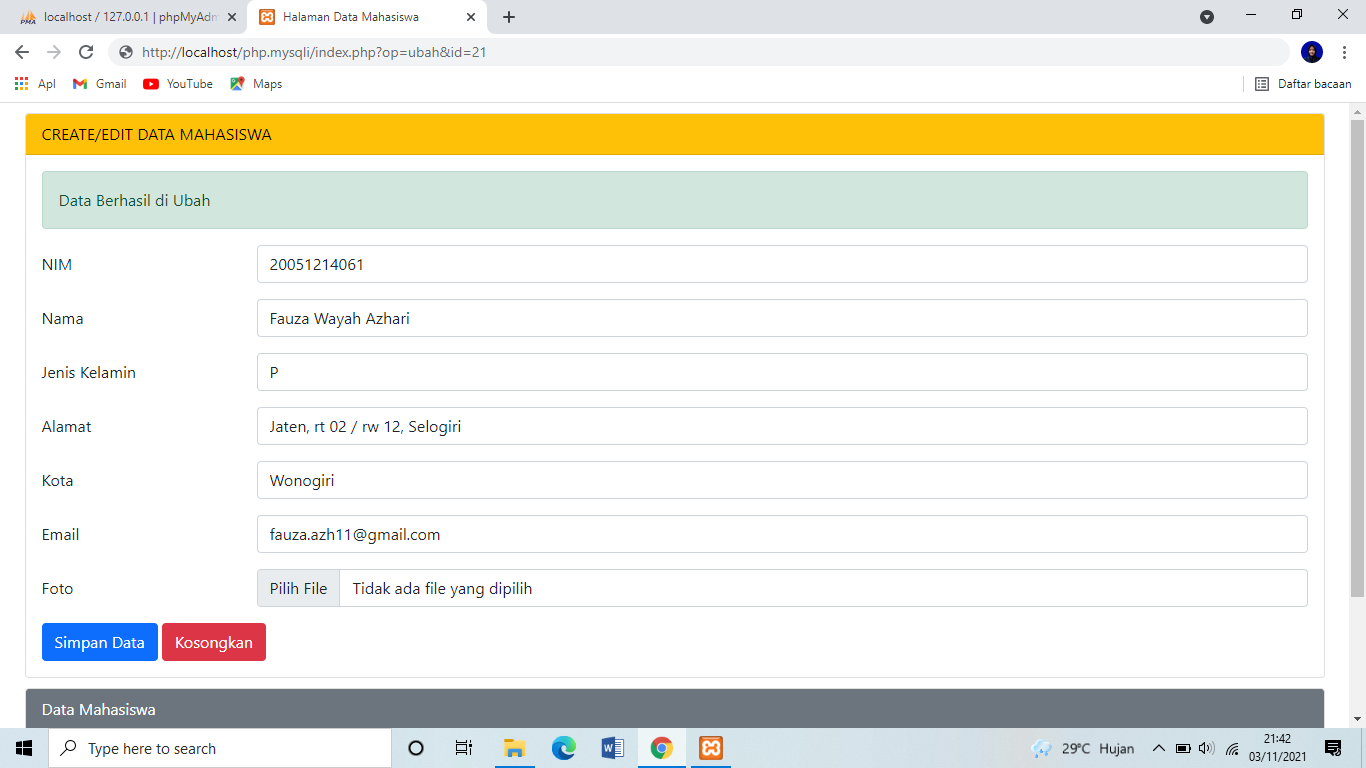 localhost / 127.0.0.1 | phpMyAdm
Halaman Data Mahasiswa
http://localhost/php.mysqli/index.php?op=ubah&id=21
Apl Gmail YouTube Maps Daftar bacaan
CREATE/EDIT DATA MAHASISWA
Data Berhasil di Ubah
NIM 20051214061
Nama Fauza Wayah Azhari
Jenis Kelamin P
Alamat Jaten, rt 02 / rw 12, Selogiri
Kota Wonogiri
Email fauza.azh11@gmail.com
Foto Pilih File Tidak ada file yang dipilih
Simpan Data Kosongkan
Data Mahasiswa
Type here to search
29°C Hujan
21:42
03/11/2021